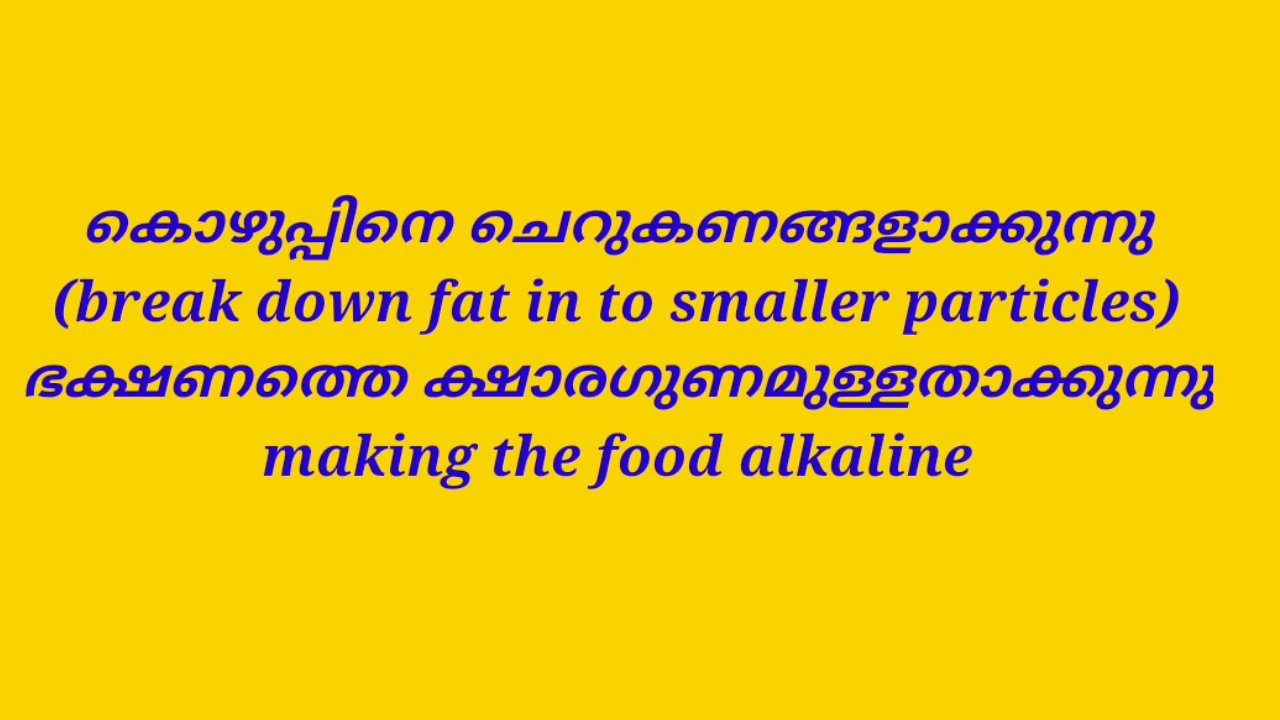 കൊഴുപ്പിനെ ചെറുകണങ്ങളാക്കുന്നു
(break down fat in to smaller particles)
ഭക്ഷണത്തെ ക്ഷാരഗുണമുള്ളതാക്കുന്നു
making the food alkaline